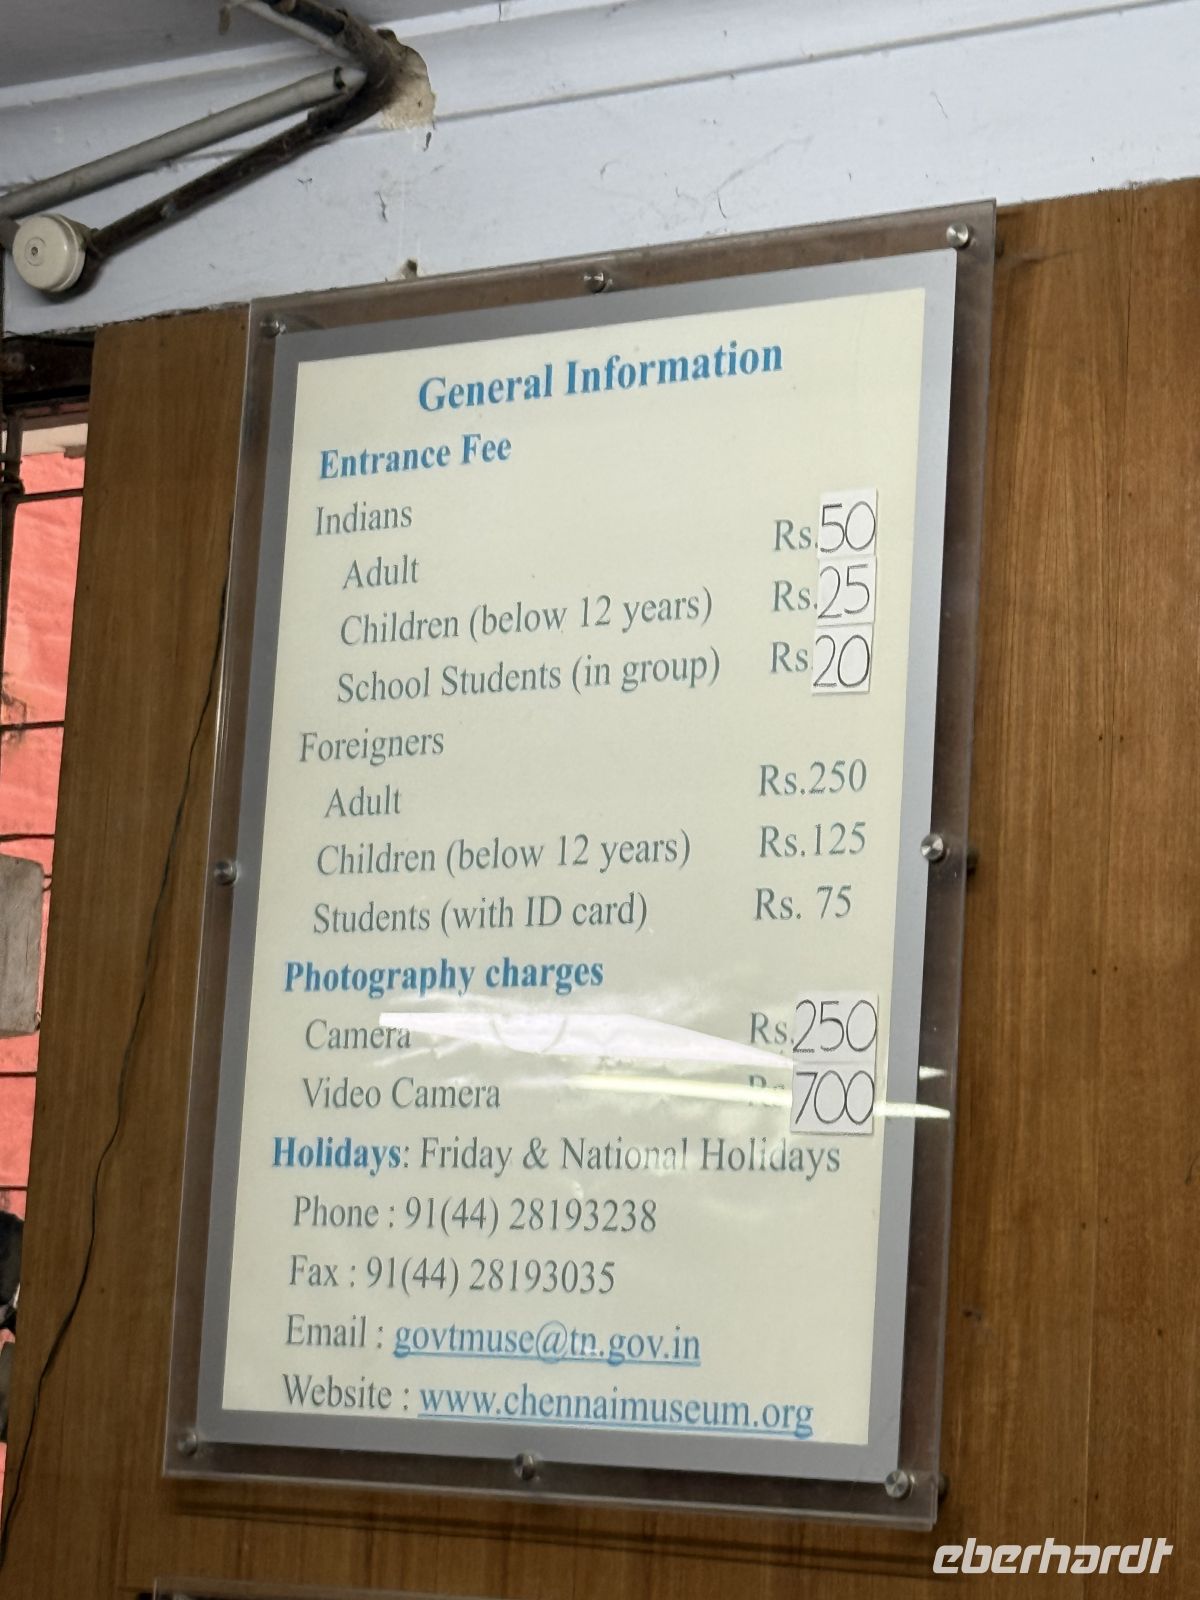 General Information
Entrance Fee
Indians
Adult Rs.50
Children (below 12 years) Rs.25
School Students (in group) Rs.20
Foreigners
Adult Rs.250
Children (below 12 years) Rs.125
Students (with ID card) Rs. 75
Photography charges
Camera Rs.250
Video Camera Rs 700
Holidays: Friday & National Holidays
Phone : 91(44) 28193238
Fax : 91(44) 28193035
Email : govtmuse@tn.gov.in
Website : www.chennaimuseum.org
eberhardt